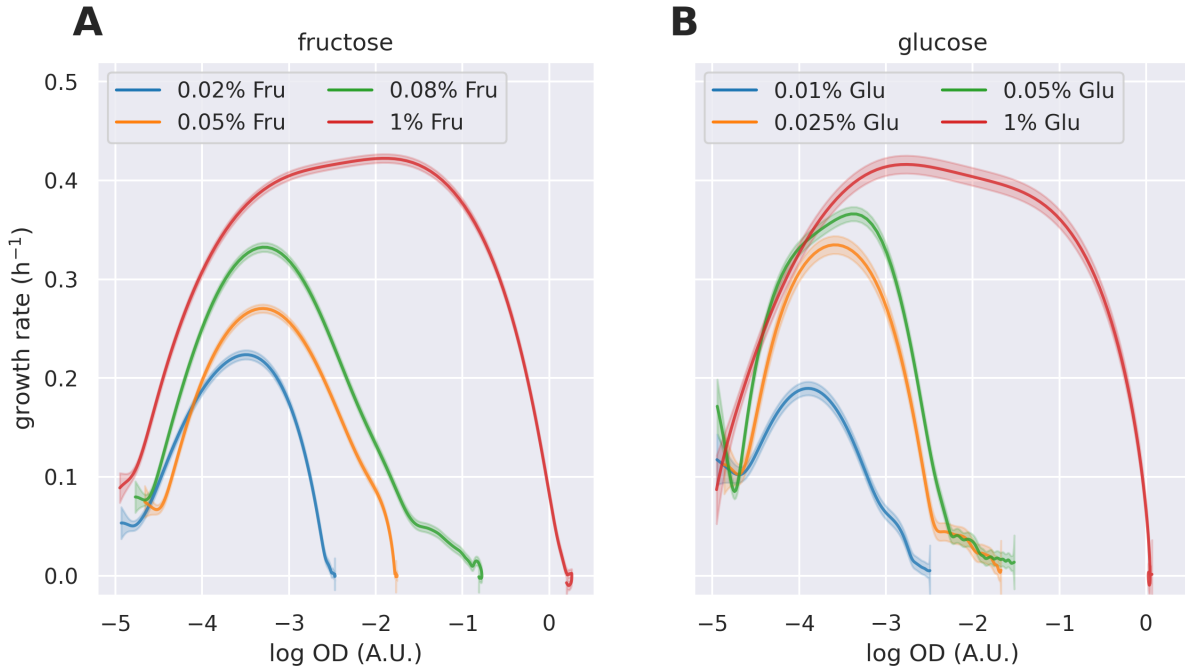 A
fructose
0.02% Fru
0.08% Fru
0.05% Fru
1% Fru
0.5
0.4
0.3
0.2
0.1
0.0
growth rate (h⁻¹)
−5 −4 −3 −2 −1 0
log OD (A.U.)
B
glucose
0.01% Glu
0.05% Glu
0.025% Glu
1% Glu
−5 −4 −3 −2 −1 0
log OD (A.U.)